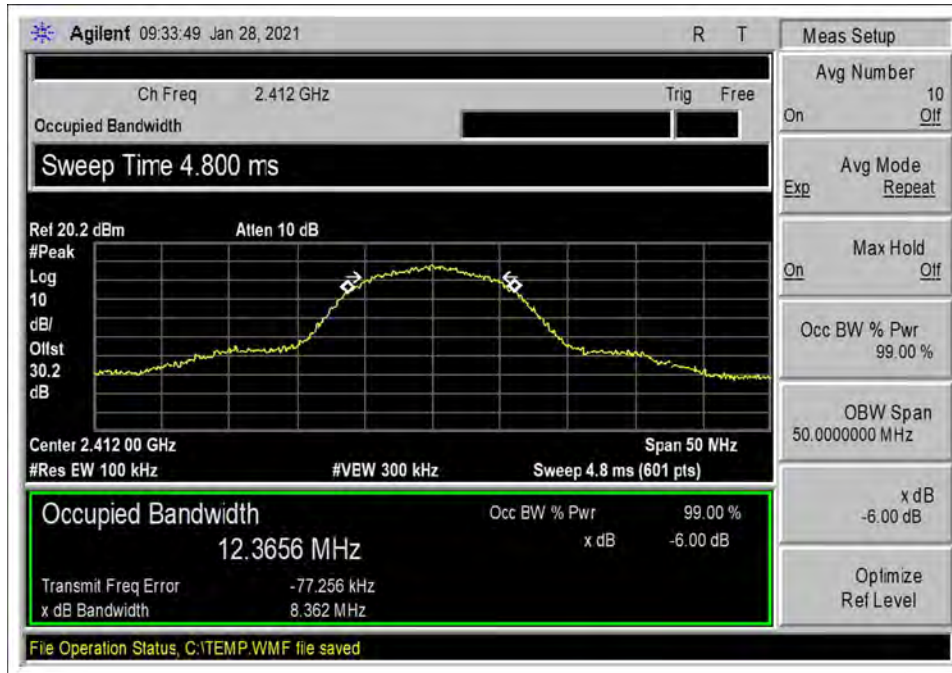 Agilent 09:33:49 Jan 28, 2021 R T
Meas Setup
Ch Freq 2.412 GHz Trig Free
Occupied Bandwidth
Sweep Time 4.800 ms
Ref 20.2 dBm Atten 10 dB
#Peak
Log
10
dB/
Offst
30.2
dB
Center 2.412 00 GHz Span 50 MHz
#Res BW 100 kHz #VBW 300 kHz Sweep 4.8 ms (601 pts)
Occupied Bandwidth Occ BW % Pwr 99.00 %
12.3656 MHz x dB -6.00 dB
Transmit Freq Error -77.256 kHz
x dB Bandwidth 8.362 MHz
File Operation Status, C:\TEMP.WMF file saved
Avg Number
10
On Off
Avg Mode
Exp Repeat
Max Hold
On Off
Occ BW % Pwr
99.00 %
OBW Span
50.0000000 MHz
x dB
-6.00 dB
Optimize
Ref Level